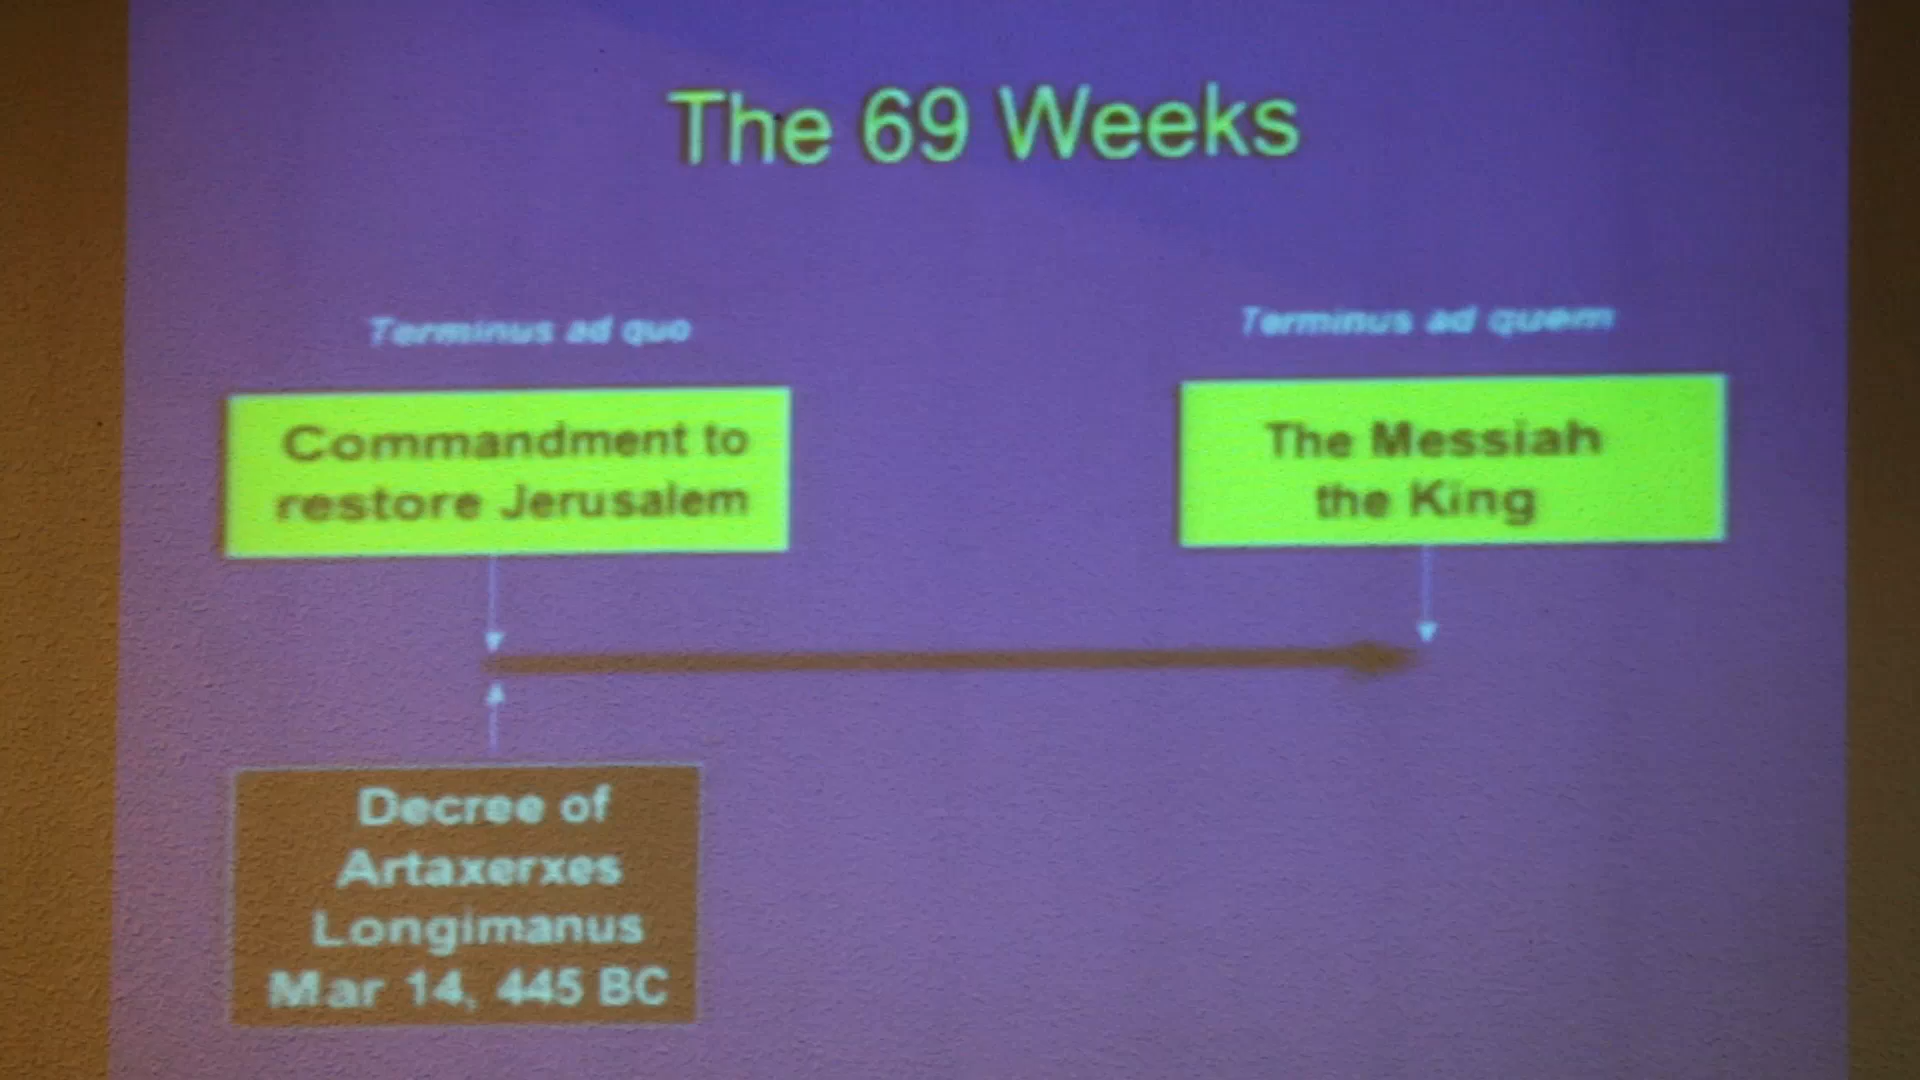 The 69 Weeks
Terminus ad quo
Terminus ad quem
Commandment to
restore Jerusalem
The Messiah
the King
Decree of
Artaxerxes
Longimanus
Mar 14, 445 BC